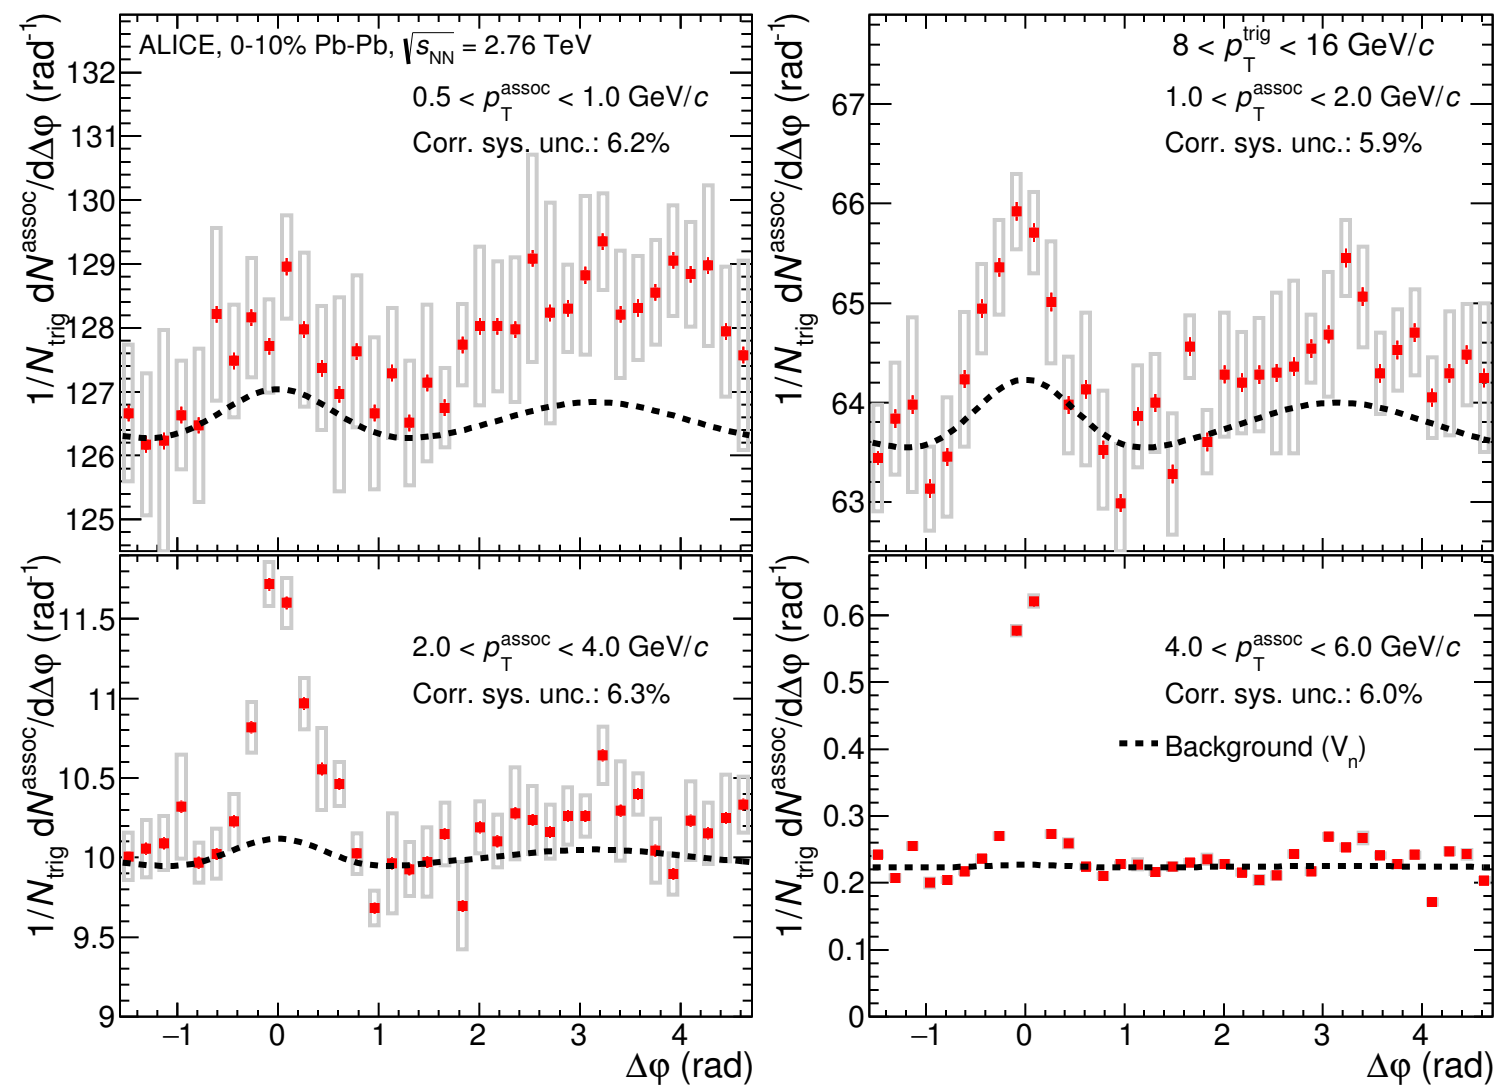 ALICE, 0-10% Pb-Pb, √sNN = 2.76 TeV
0.5 < pTassoc < 1.0 GeV/c
Corr. sys. unc.: 6.2%
1/Ntrig dNassoc/dΔφ (rad-1)
132
131
130
129
128
127
126
125
8 < pTtrig < 16 GeV/c
1.0 < pTassoc < 2.0 GeV/c
Corr. sys. unc.: 5.9%
1/Ntrig dNassoc/dΔφ (rad-1)
67
66
65
64
63
2.0 < pTassoc < 4.0 GeV/c
Corr. sys. unc.: 6.3%
1/Ntrig dNassoc/dΔφ (rad-1)
11.5
11
10.5
10
9.5
9
−1 0 1 2 3 4
Δφ (rad)
4.0 < pTassoc < 6.0 GeV/c
Corr. sys. unc.: 6.0%
Background (Vn)
1/Ntrig dNassoc/dΔφ (rad-1)
0.6
0.5
0.4
0.3
0.2
0.1
0
−1 0 1 2 3 4
Δφ (rad)